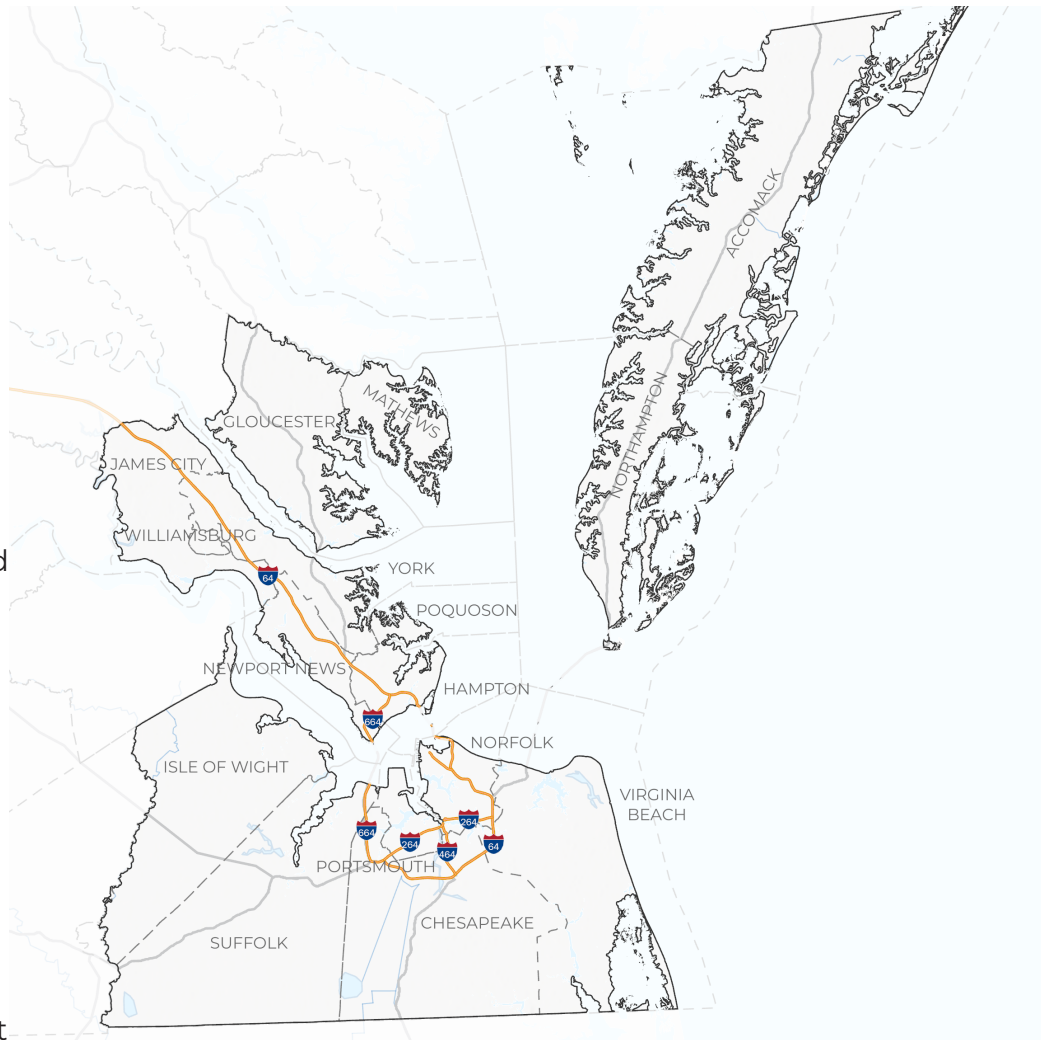 ACCOMACK
MATHEWS
GLOUCESTER
NORTHAMPTON
JAMES CITY
WILLIAMSBURG
d
YORK
64
POQUOSON
NEWPORT NEWS
HAMPTON
664
NORFOLK
ISLE OF WIGHT
VIRGINIA
BEACH
264
664
264
464
64
PORTSMOUTH
CHESAPEAKE
SUFFOLK
t